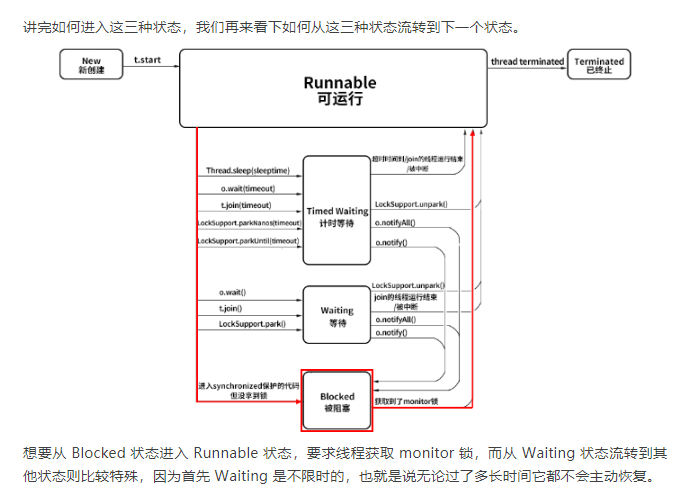 讲完如何进入这三种状态，我们再来看下如何从这三种状态流转到下一个状态。
New
新创建
t.start
Runnable
可运行
thread terminated
Terminated
已终止
Thread.sleep(sleeptime)
o.wait(timeout)
t.join(timeout)
LockSupport.parkNanos(timeout)
LockSupport.parkUntil(timeout)
Timed Waiting
计时等待
超时时间到/join的线程运行结束
/被中断
LockSupport.unpark()
o.notifyAll()
o.notify()
o.wait()
t.join()
LockSupport.park()
Waiting
等待
LockSupport.unpark()
join的线程运行结束
/被中断
o.notifyAll()
o.notify()
进入synchronized保护的代码
但没拿到锁
Blocked
被阻塞
获取到了monitor锁
想要从 Blocked 状态进入 Runnable 状态，要求线程获取 monitor 锁，而从 Waiting 状态流转到其
他状态则比较特殊，因为首先 Waiting 是不限时的，也就是说无论过了多长时间它都不会主动恢复。